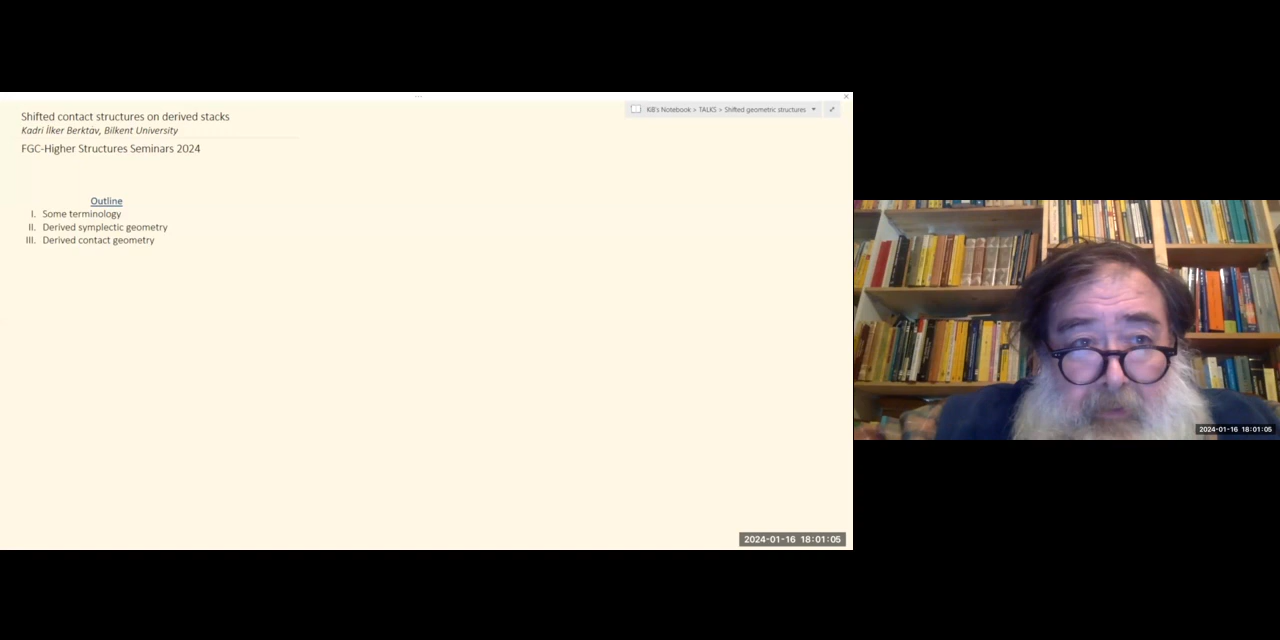 Shifted contact structures on derived stacks
Kadri İlker Berktav, Bilkent University
FGC-Higher Structures Seminars 2024
KiB's Notebook > TALKS > Shifted geometric structures
Outline
I. Some terminology
II. Derived symplectic geometry
III. Derived contact geometry
2024-01-16 18:01:05
2024-01-16 18:01:05